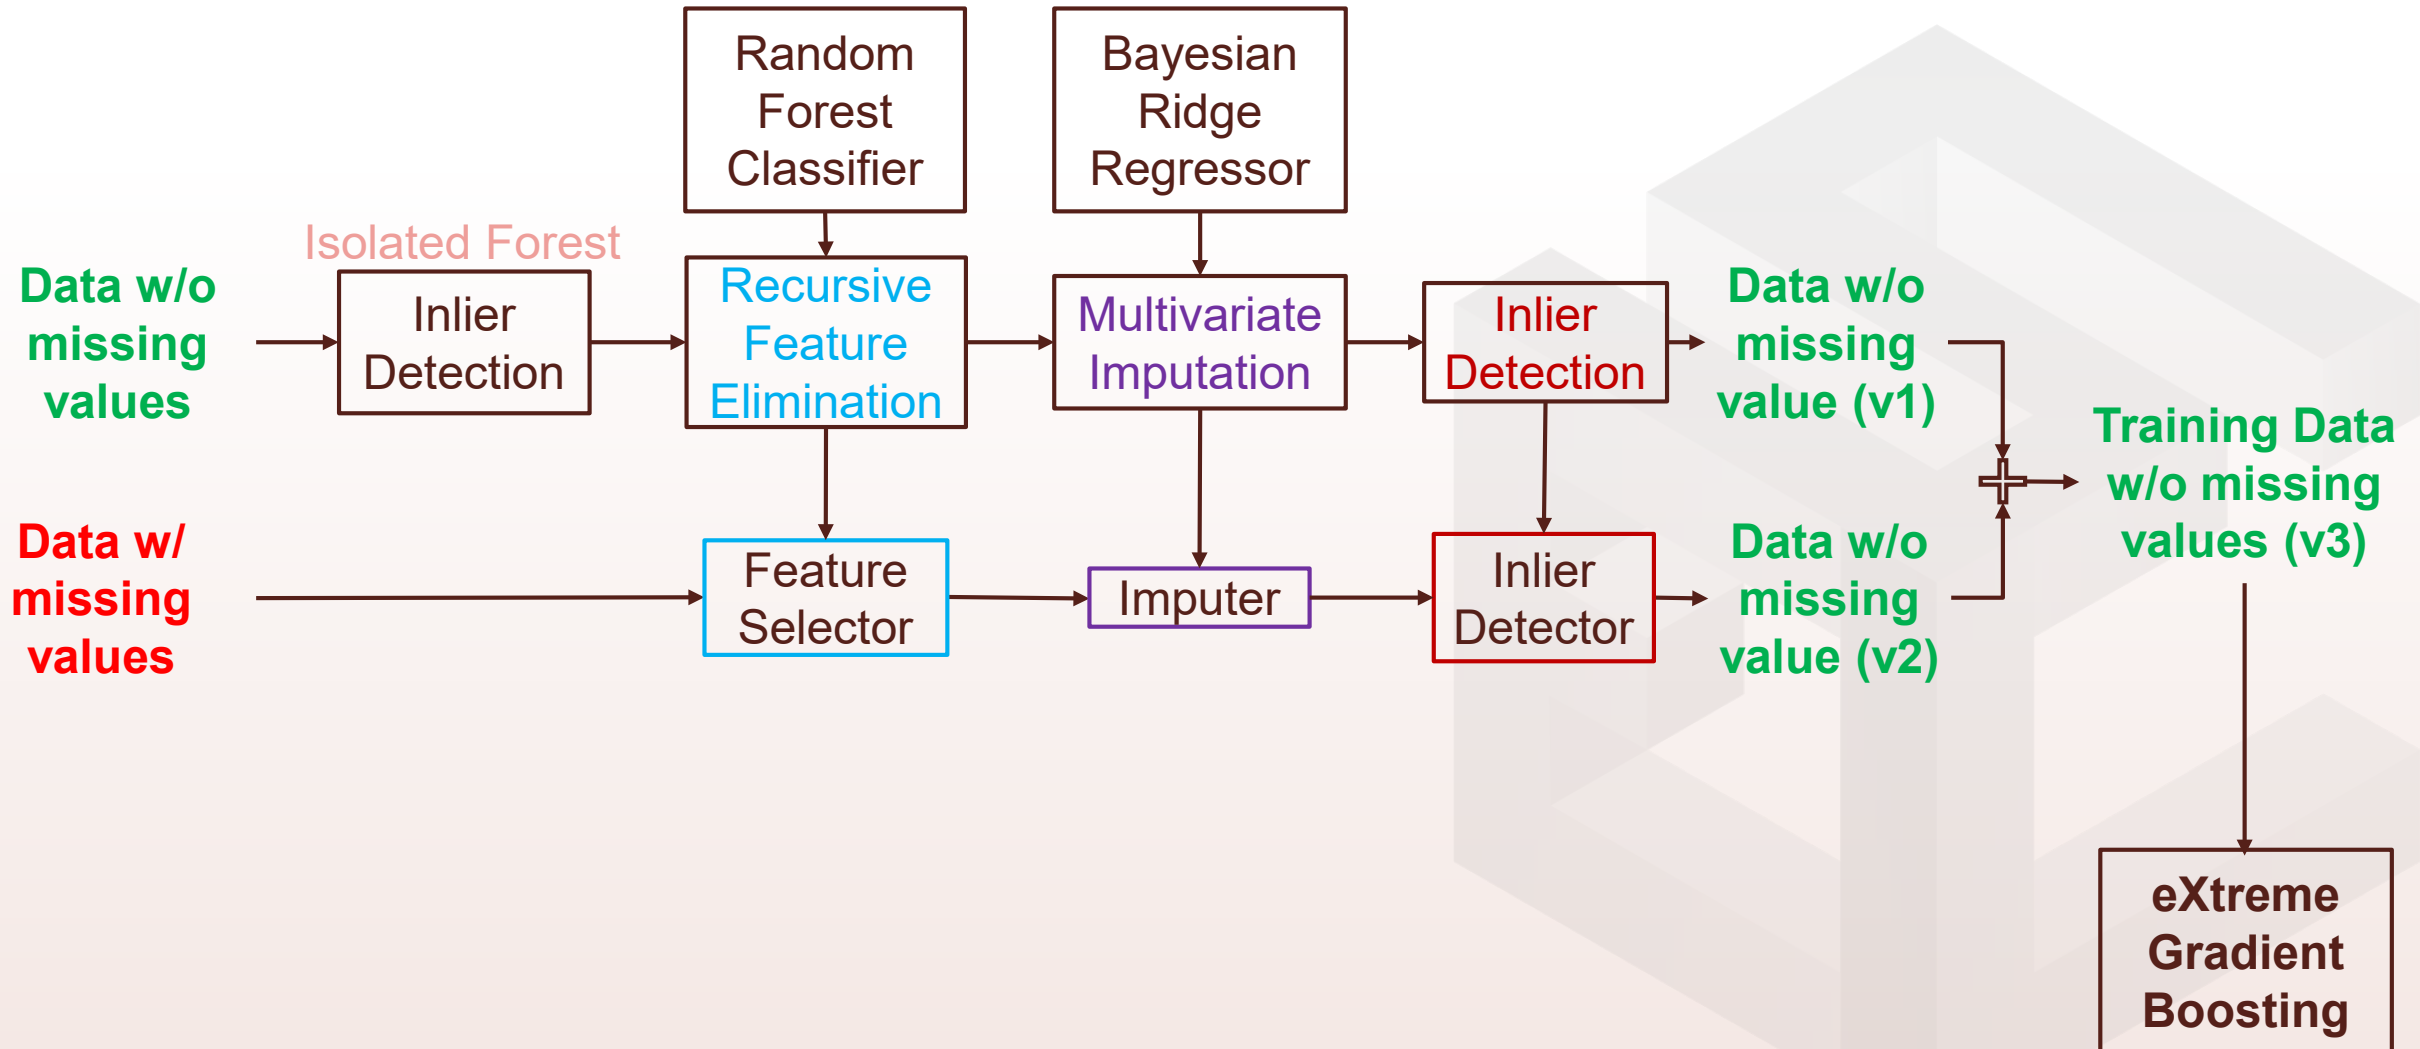 Random
Forest
Classifier
Bayesian
Ridge
Regressor
Isolated Forest
Data w/o
missing
values
Inlier
Detection
Recursive
Feature
Elimination
Multivariate
Imputation
Inlier
Detection
Data w/o
missing
value (v1)
Training Data
w/o missing
values (v3)
Data w/
missing
values
Feature
Selector
Imputer
Inlier
Detector
Data w/o
missing
value (v2)
eXtreme
Gradient
Boosting